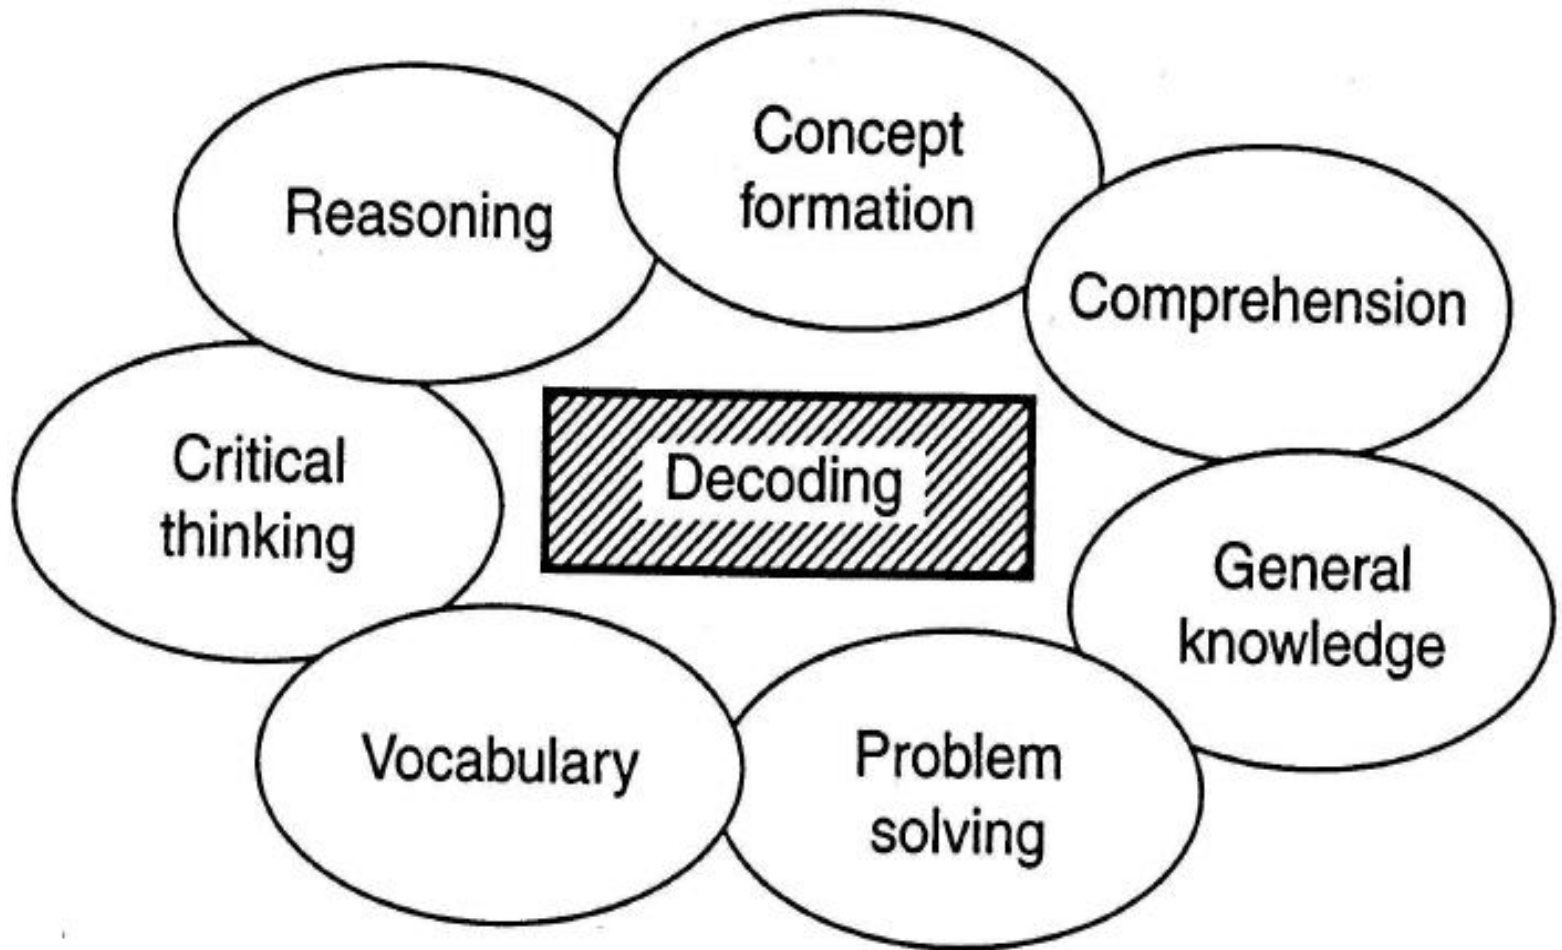 Concept
formation
Reasoning
Comprehension
Critical
thinking
Decoding
General
knowledge
Vocabulary
Problem
solving